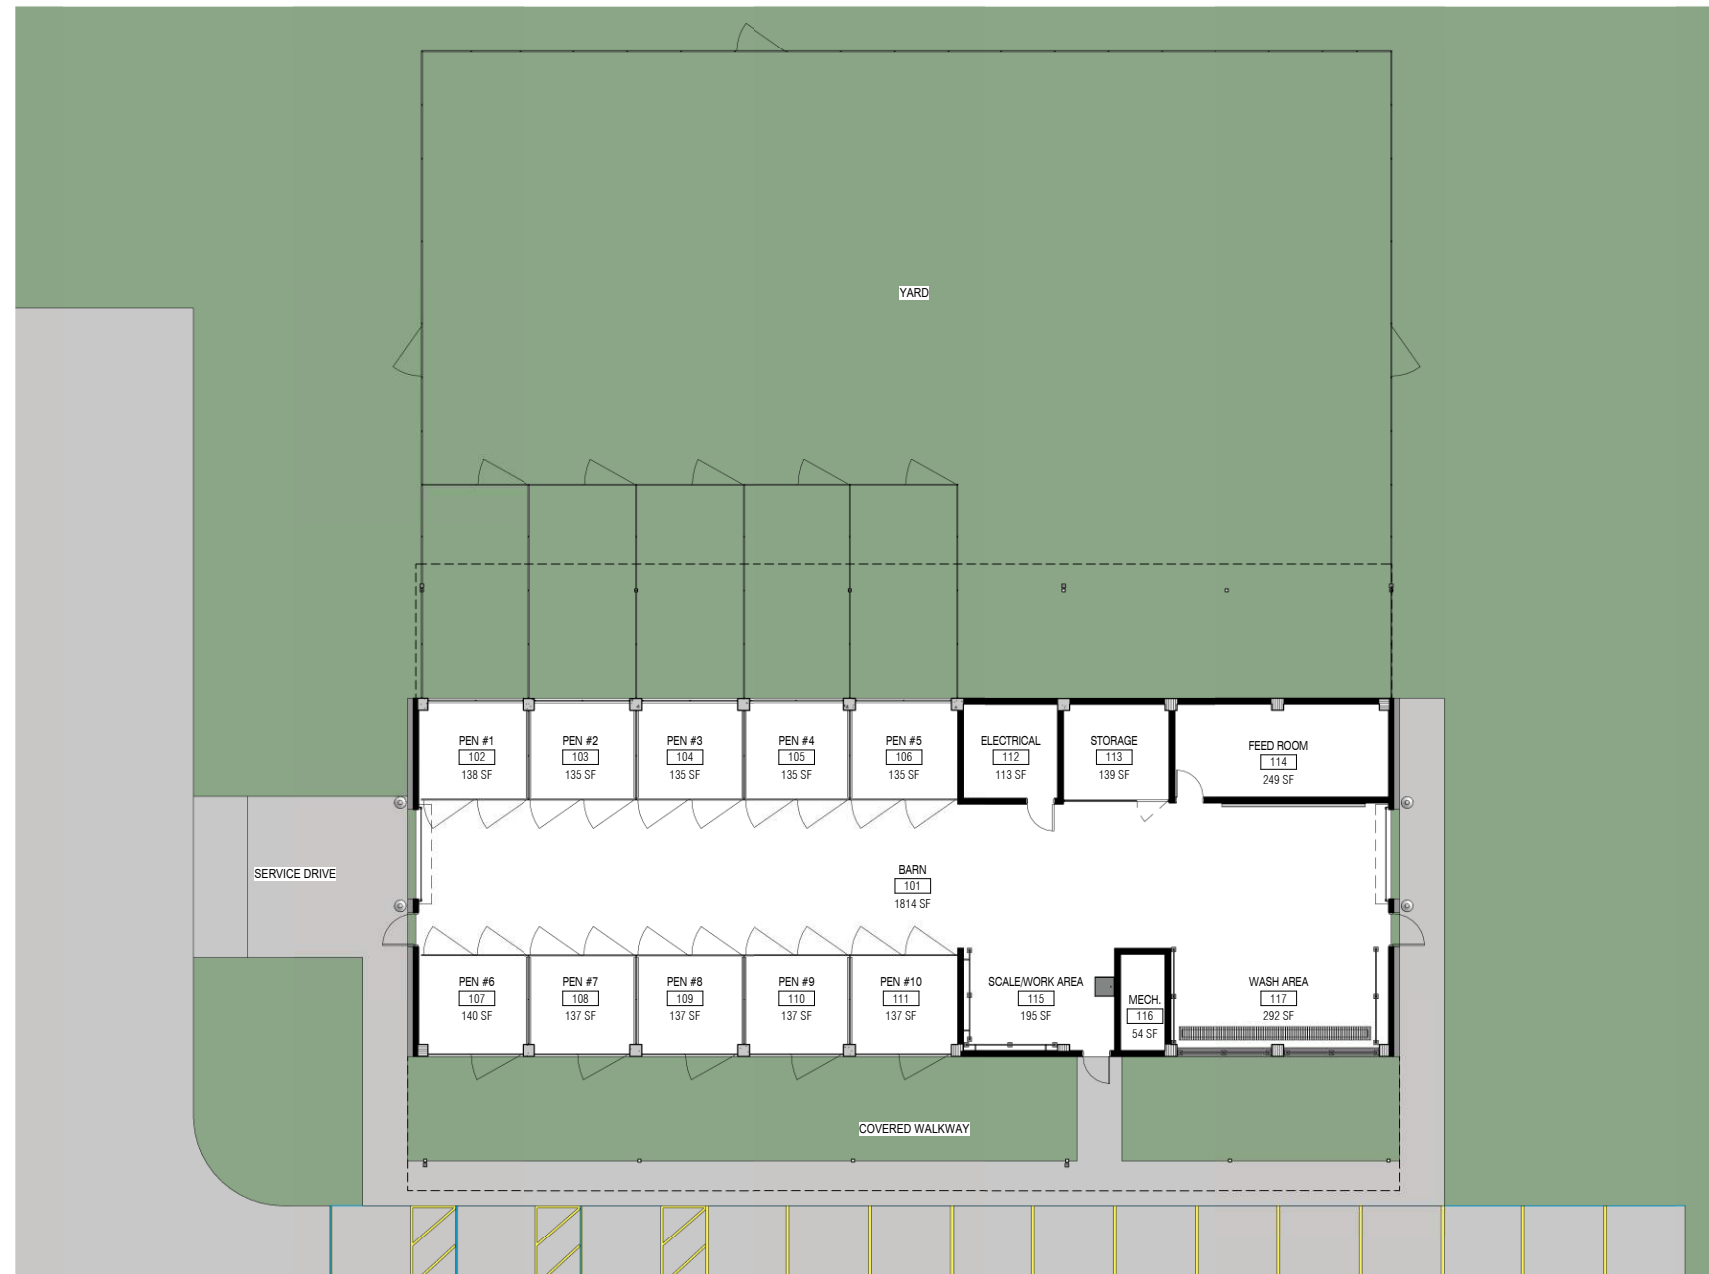 YARD
PEN #1
102
138 SF
PEN #2
103
135 SF
PEN #3
104
135 SF
PEN #4
105
135 SF
PEN #5
106
135 SF
ELECTRICAL
112
113 SF
STORAGE
113
139 SF
FEED ROOM
114
249 SF
SERVICE DRIVE
BARN
101
1814 SF
PEN #6
107
140 SF
PEN #7
108
137 SF
PEN #8
109
137 SF
PEN #9
110
137 SF
PEN #10
111
137 SF
SCALE/WORK AREA
115
195 SF
MECH.
116
54 SF
WASH AREA
117
292 SF
COVERED WALKWAY